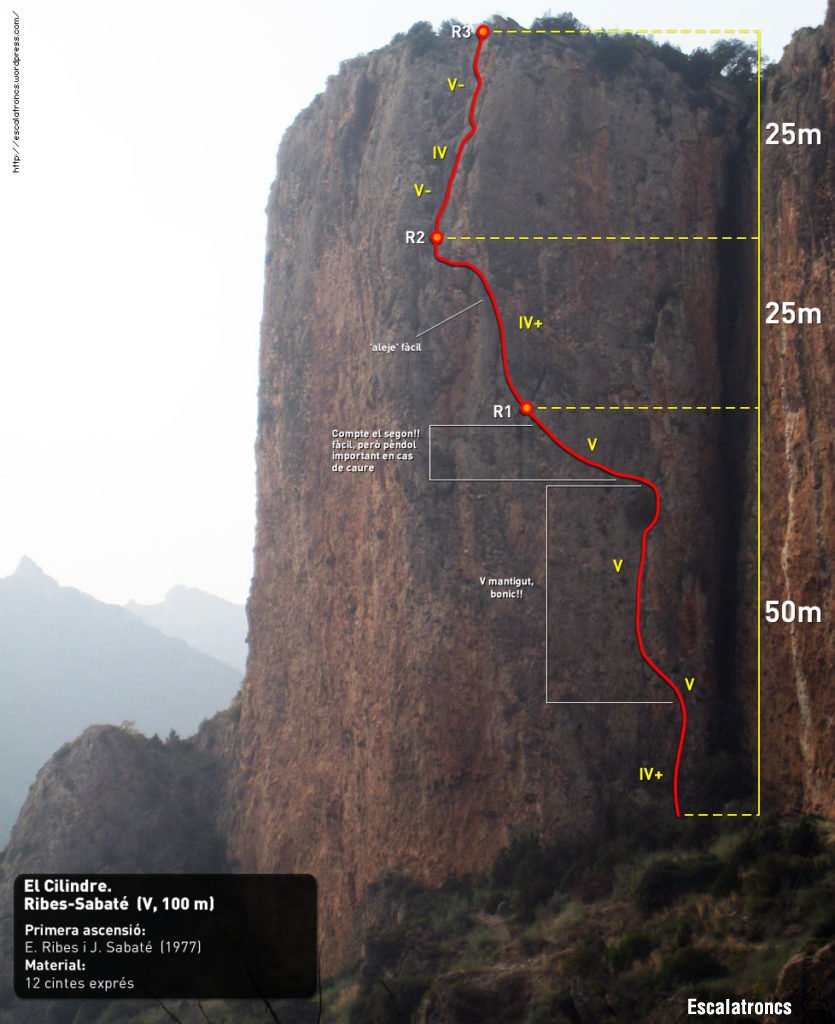 http://escalatroncs.wordpress.com/
R3
V-
25m
IV
V-
R2
25m
IV+
'aleje' fàcil
R1
Compte el segon!!
fàcil, però pèndol
important en cas
de caure
V
V
V mantigut,
bonic!!
50m
V
IV+
El Cilindre.
Ribes-Sabaté (V, 100 m)
Primera ascensió:
E. Ribes i J. Sabaté (1977)
Material:
12 cintes exprés
Escalatroncs